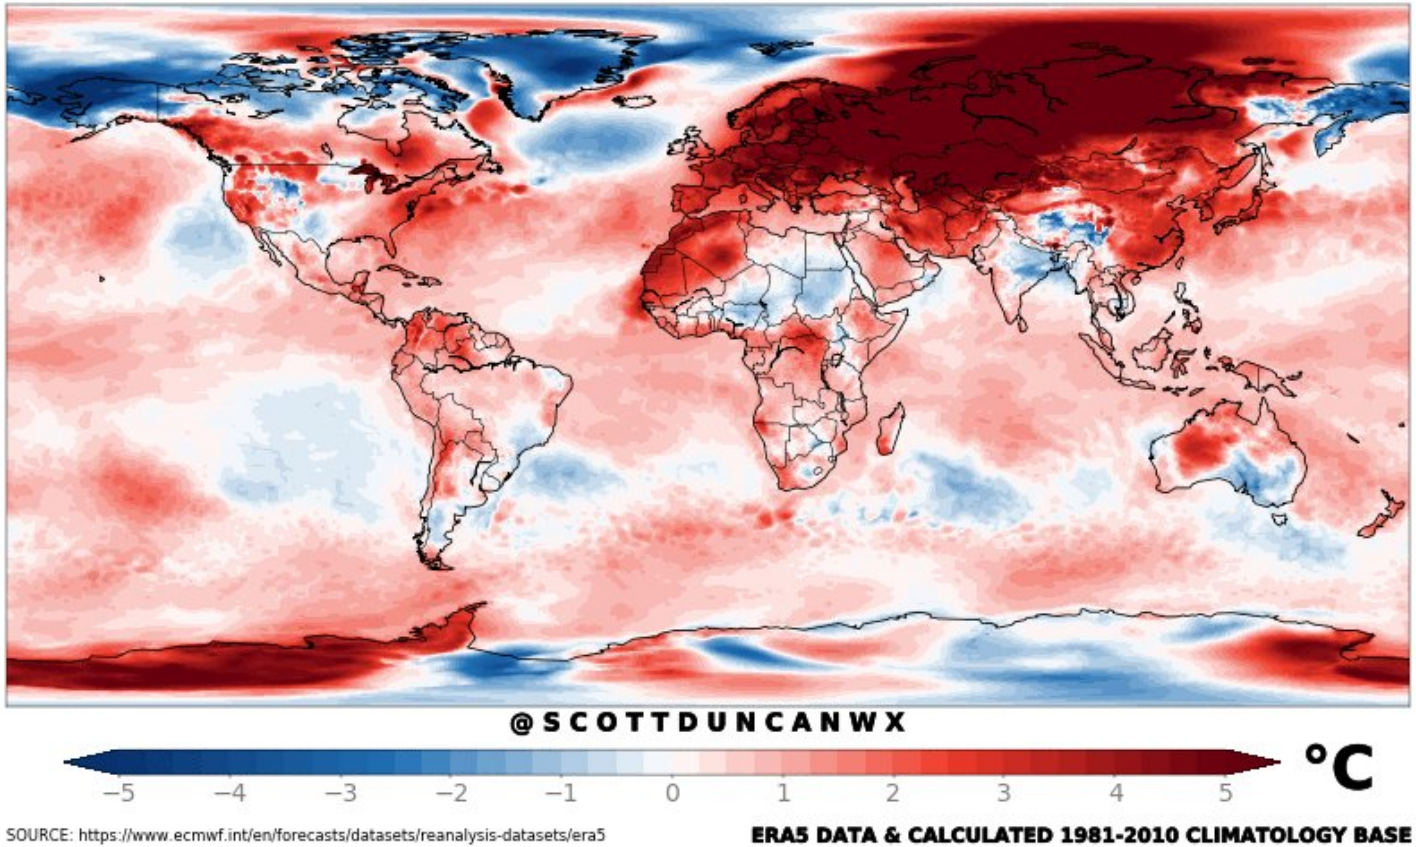 @SCOTTDUNCANWX
°C
−5 −4 −3 −2 −1 0 1 2 3 4 5
SOURCE: https://www.ecmwf.int/en/forecasts/datasets/reanalysis-datasets/era5
ERA5 DATA & CALCULATED 1981-2010 CLIMATOLOGY BASE